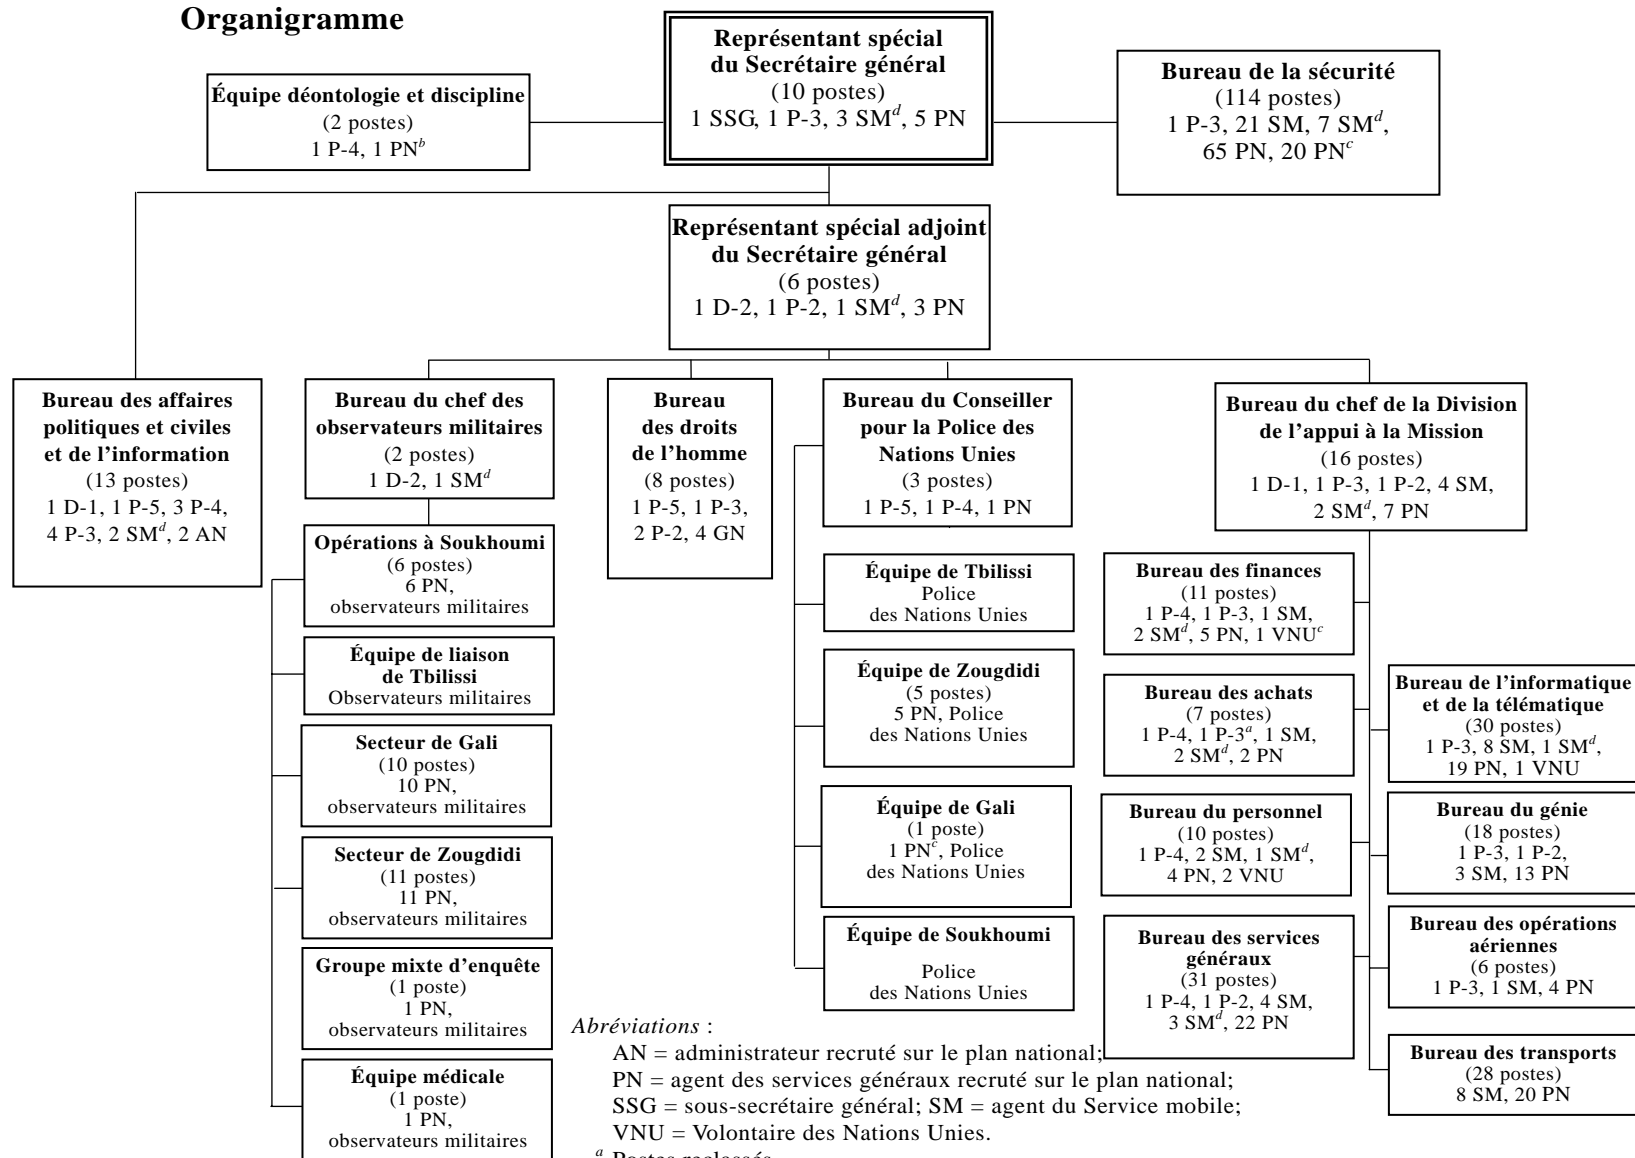 Organigramme
Représentant spécial
du Secrétaire général
(10 postes)
1 SSG, 1 P-3, 3 SMᵈ, 5 PN
Équipe déontologie et discipline
(2 postes)
1 P-4, 1 PNᵇ
Bureau de la sécurité
(114 postes)
1 P-3, 21 SM, 7 SMᵈ,
65 PN, 20 PNᶜ
Représentant spécial adjoint
du Secrétaire général
(6 postes)
1 D-2, 1 P-2, 1 SMᵈ, 3 PN
Bureau des affaires
politiques et civiles
et de l’information
(13 postes)
1 D-1, 1 P-5, 3 P-4,
4 P-3, 2 SMᵈ, 2 AN
Bureau du chef des
observateurs militaires
(2 postes)
1 D-2, 1 SMᵈ
Opérations à Soukhoumi
(6 postes)
6 PN,
observateurs militaires
Équipe de liaison
de Tbilissi
Observateurs militaires
Secteur de Gali
(10 postes)
10 PN,
observateurs militaires
Secteur de Zougdidi
(11 postes)
11 PN,
observateurs militaires
Groupe mixte d’enquête
(1 poste)
1 PN,
observateurs militaires
Équipe médicale
(1 poste)
1 PN,
observateurs militaires
Bureau
des droits
de l’homme
(8 postes)
1 P-5, 1 P-3,
2 P-2, 4 GN
Bureau du Conseiller
pour la Police des
Nations Unies
(3 postes)
1 P-5, 1 P-4, 1 PN
Équipe de Tbilissi
Police
des Nations Unies
Équipe de Zougdidi
(5 postes)
5 PN, Police
des Nations Unies
Équipe de Gali
(1 poste)
1 PNᶜ, Police
des Nations Unies
Équipe de Soukhoumi
Police
des Nations Unies
Bureau du chef de la Division
de l’appui à la Mission
(16 postes)
1 D-1, 1 P-3, 1 P-2, 4 SM,
2 SMᵈ, 7 PN
Bureau des finances
(11 postes)
1 P-4, 1 P-3, 1 SM,
2 SMᵈ, 5 PN, 1 VNUᶜ
Bureau des achats
(7 postes)
1 P-4, 1 P-3ᵃ, 1 SM,
2 SMᵈ, 2 PN
Bureau du personnel
(10 postes)
1 P-4, 2 SM, 1 SMᵈ,
4 PN, 2 VNU
Bureau des services
généraux
(31 postes)
1 P-4, 1 P-2, 4 SM,
3 SMᵈ, 22 PN
Bureau de l’informatique
et de la télématique
(30 postes)
1 P-3, 8 SM, 1 SMᵈ,
19 PN, 1 VNU
Bureau du génie
(18 postes)
1 P-3, 1 P-2,
3 SM, 13 PN
Bureau des opérations
aériennes
(6 postes)
1 P-3, 1 SM, 4 PN
Bureau des transports
(28 postes)
8 SM, 20 PN
Abréviations :
AN = administrateur recruté sur le plan national;
PN = agent des services généraux recruté sur le plan national;
SSG = sous-secrétaire général; SM = agent du Service mobile;
VNU = Volontaire des Nations Unies.
ᵃ Postes reclassés